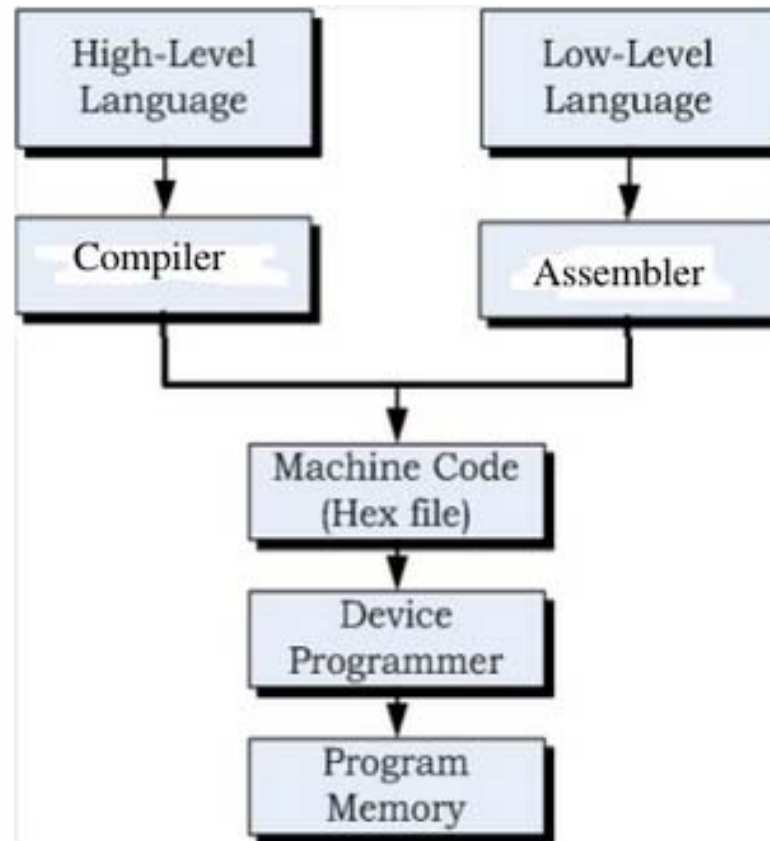 High-Level
Language
Low-Level
Language
Compiler
Assembler
Machine Code
(Hex file)
Device
Programmer
Program
Memory